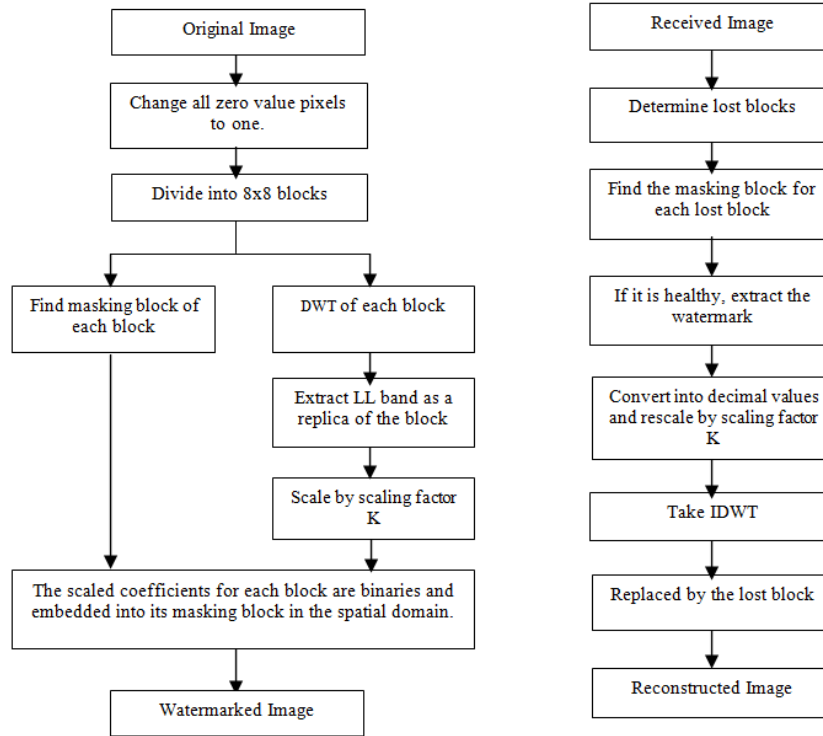 Original Image
Change all zero value pixels
to one.
Divide into 8x8 blocks
Find masking block of
each block
DWT of each block
Extract LL band as a
replica of the block
Scale by scaling factor
K
The scaled coefficients for each block are binaries and
embedded into its masking block in the spatial domain.
Watermarked Image
Received Image
Determine lost blocks
Find the masking block for
each lost block
If it is healthy, extract the
watermark
Convert into decimal values
and rescale by scaling factor
K
Take IDWT
Replaced by the lost block
Reconstructed Image